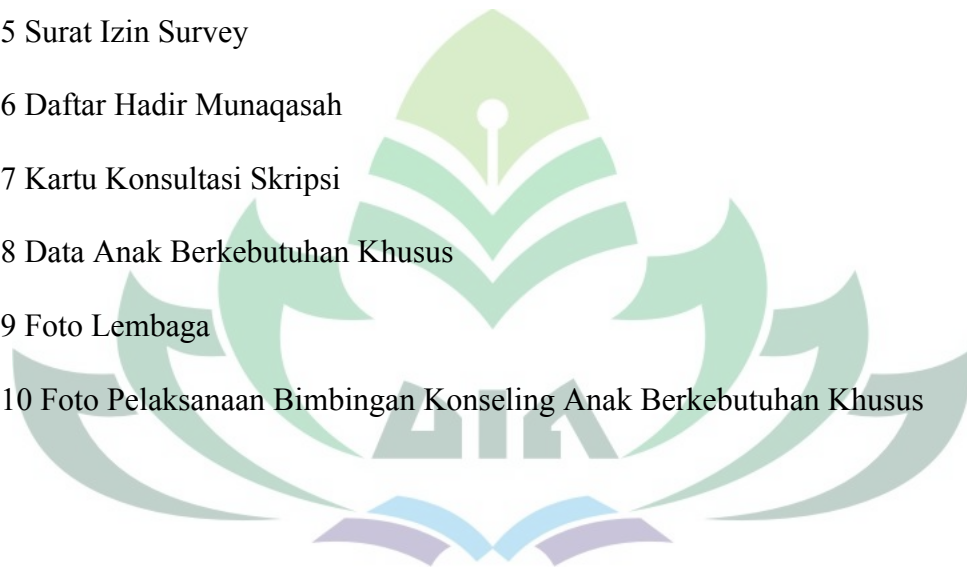 5 Surat Izin Survey
6 Daftar Hadir Munaqasah
7 Kartu Konsultasi Skripsi
8 Data Anak Berkebutuhan Khusus
9 Foto Lembaga
10 Foto Pelaksanaan Bimbingan Konseling Anak Berkebutuhan Khusus